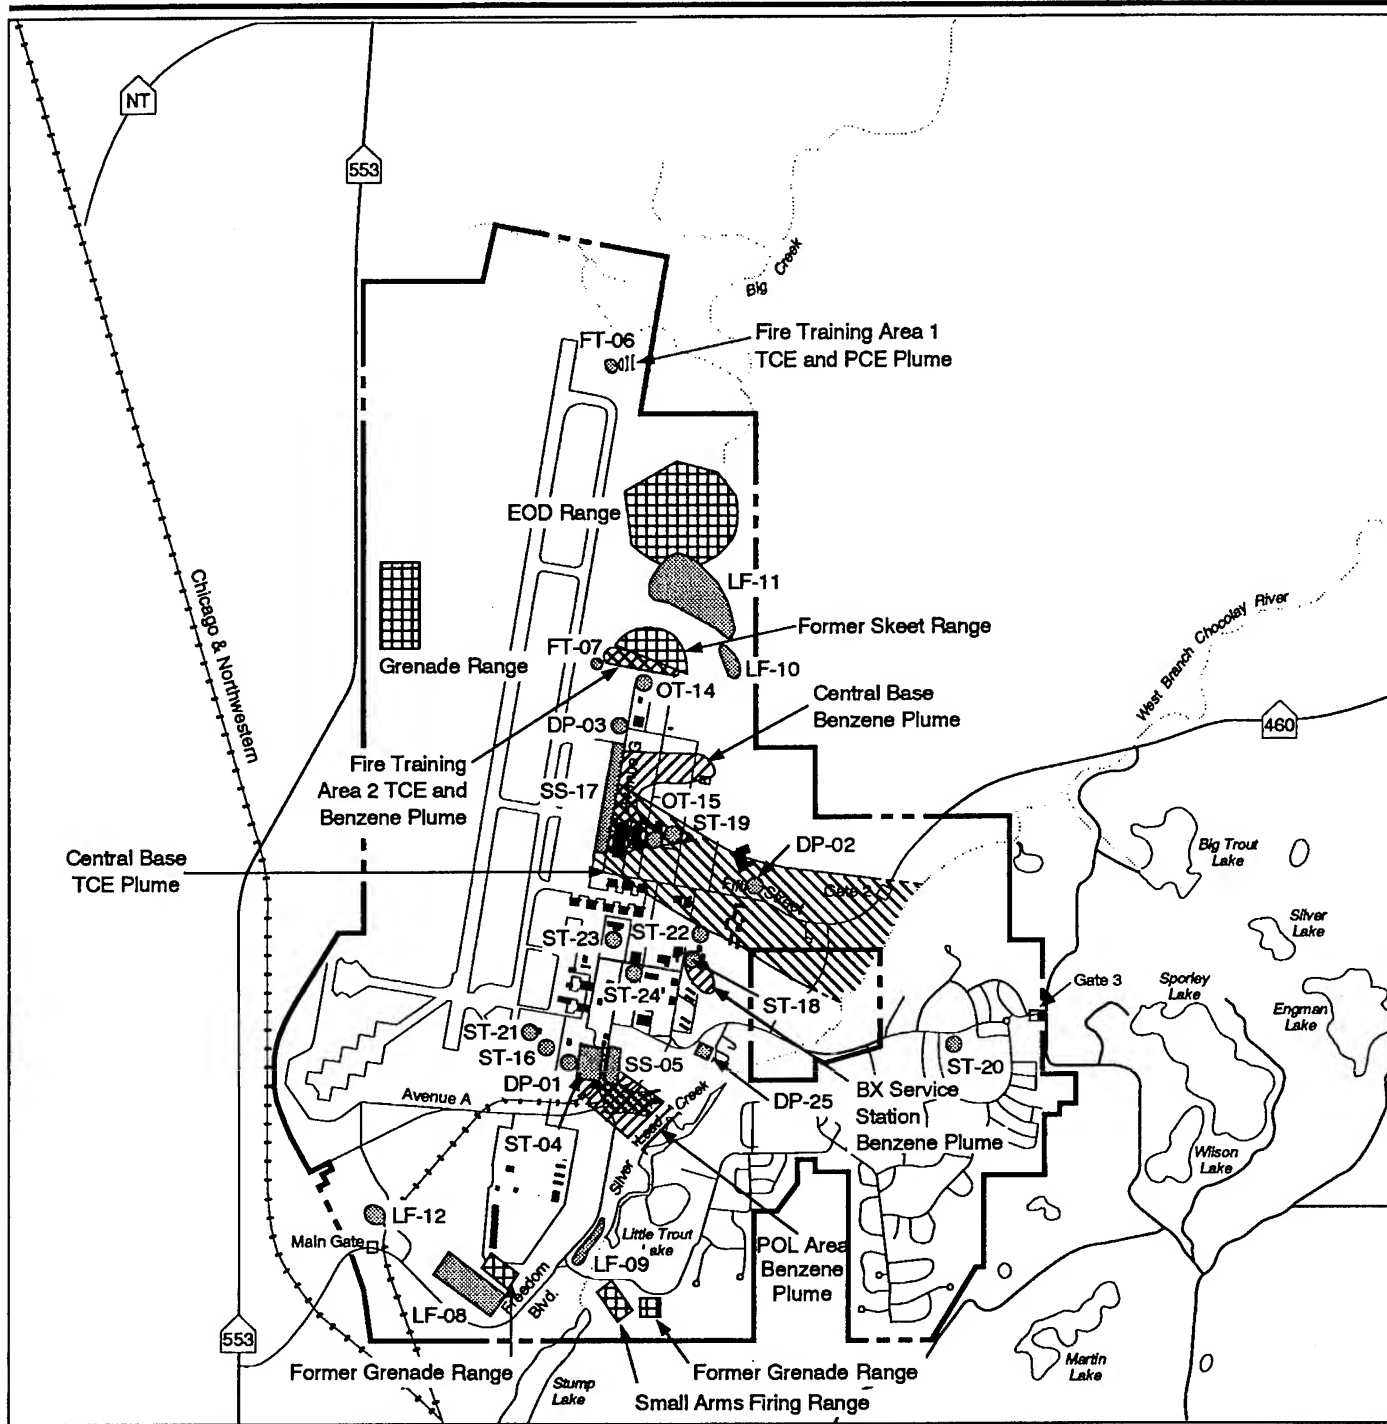 NT
553
Big Creek
FT-06
Fire Training Area 1
TCE and PCE Plume
EOD Range
LF-11
Chicago & Northwestern
West Branch Chocolay River
Former Skeet Range
FT-07
Grenade Range
LF-10
OT-14
Central Base
Benzene Plume
DP-03
460
Fire Training
Area 2 TCE and
Benzene Plume
SS-17
OT-15
ST-19
DP-02
Big Trout
Lake
Central Base
TCE Plume
Fifth Street
Gate 2
Silver
Lake
ST-23
ST-22
ST-24'
ST-18
Gate 3
Sporley
Lake
Engman
Lake
ST-21
ST-16
SS-05
ST-20
DP-01
Avenue A
DP-25
BX Service
Station
Benzene Plume
ST-04
Silver Lead Creek
Wilson
Lake
LF-12
Main Gate
Little Trout
ake
POL Area
Benzene
Plume
LF-09'
LF-08
Freedom
Blvd.
553
Former Grenade Range
Former Grenade Range
Small Arms Firing Range
Stump
Lake
Martin
Lake